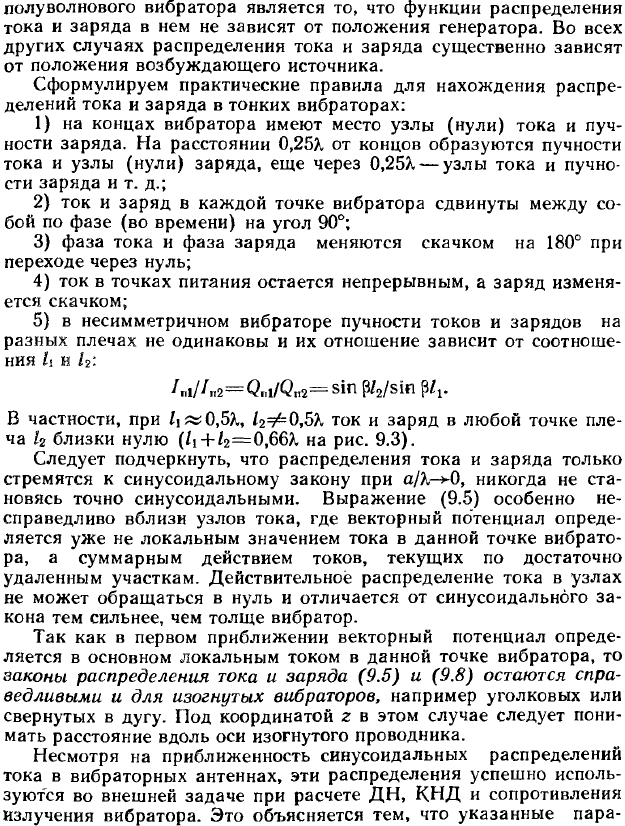 полуволнового вибратора является то, что функции распределения
тока и заряда в нем не зависят от положения генератора. Во всех
других случаях распределения тока и заряда существенно зависят
от положения возбуждающего источника.
Сформулируем практические правила для нахождения распре-
делений тока и заряда в тонких вибраторах:
1) на концах вибратора имеют место узлы (нули) тока и пуч-
ности заряда. На расстоянии 0,25λ от концов образуются пучности
тока и узлы (нули) заряда, еще через 0,25λ — узлы тока и пучно-
сти заряда и т. д.;
2) ток и заряд в каждой точке вибратора сдвинуты между со-
бой по фазе (во времени) на угол 90°;
3) фаза тока и фаза заряда меняются скачком на 180° при
переходе через нуль;
4) ток в точках питания остается непрерывным, а заряд изменя-
ется скачком;
5) в несимметричном вибраторе пучности токов и зарядов на
разных плечах не одинаковы и их отношение зависит от соотноше-
ния l₁ и l₂:
Iₙ₁/Iₙ₂=Qₙ₁/Qₙ₂=sin βl₂/sin βl₁.
В частности, при l₁≈0,5λ, l₂≠0,5λ ток и заряд в любой точке пле-
ча l₂ близки нулю (l₁+l₂=0,66λ на рис. 9.3).
Следует подчеркнуть, что распределения тока и заряда только
стремятся к синусоидальному закону при a/λ→0, никогда не ста-
новясь точно синусоидальными. Выражение (9.5) особенно не-
справедливо вблизи узлов тока, где векторный потенциал опреде-
ляется уже не локальным значением тока в данной точке вибрато-
ра, а суммарным действием токов, текущих по достаточно
удаленным участкам. Действительное распределение тока в узлах
не может обращаться в нуль и отличается от синусоидального за-
кона тем сильнее, чем толще вибратор.
Так как в первом приближении векторный потенциал опреде-
ляется в основном локальным током в данной точке вибратора, то
законы распределения тока и заряда (9.5) и (9.8) остаются спра-
ведливыми и для изогнутых вибраторов, например уголковых или
свернутых в дугу. Под координатой z в этом случае следует пони-
мать расстояние вдоль оси изогнутого проводника.
Несмотря на приближенность синусоидальных распределений
тока в вибраторных антеннах, эти распределения успешно исполь-
зуются во внешней задаче при расчете ДН, КНД и сопротивления
излучения вибратора. Это объясняется тем, что указанные пара-